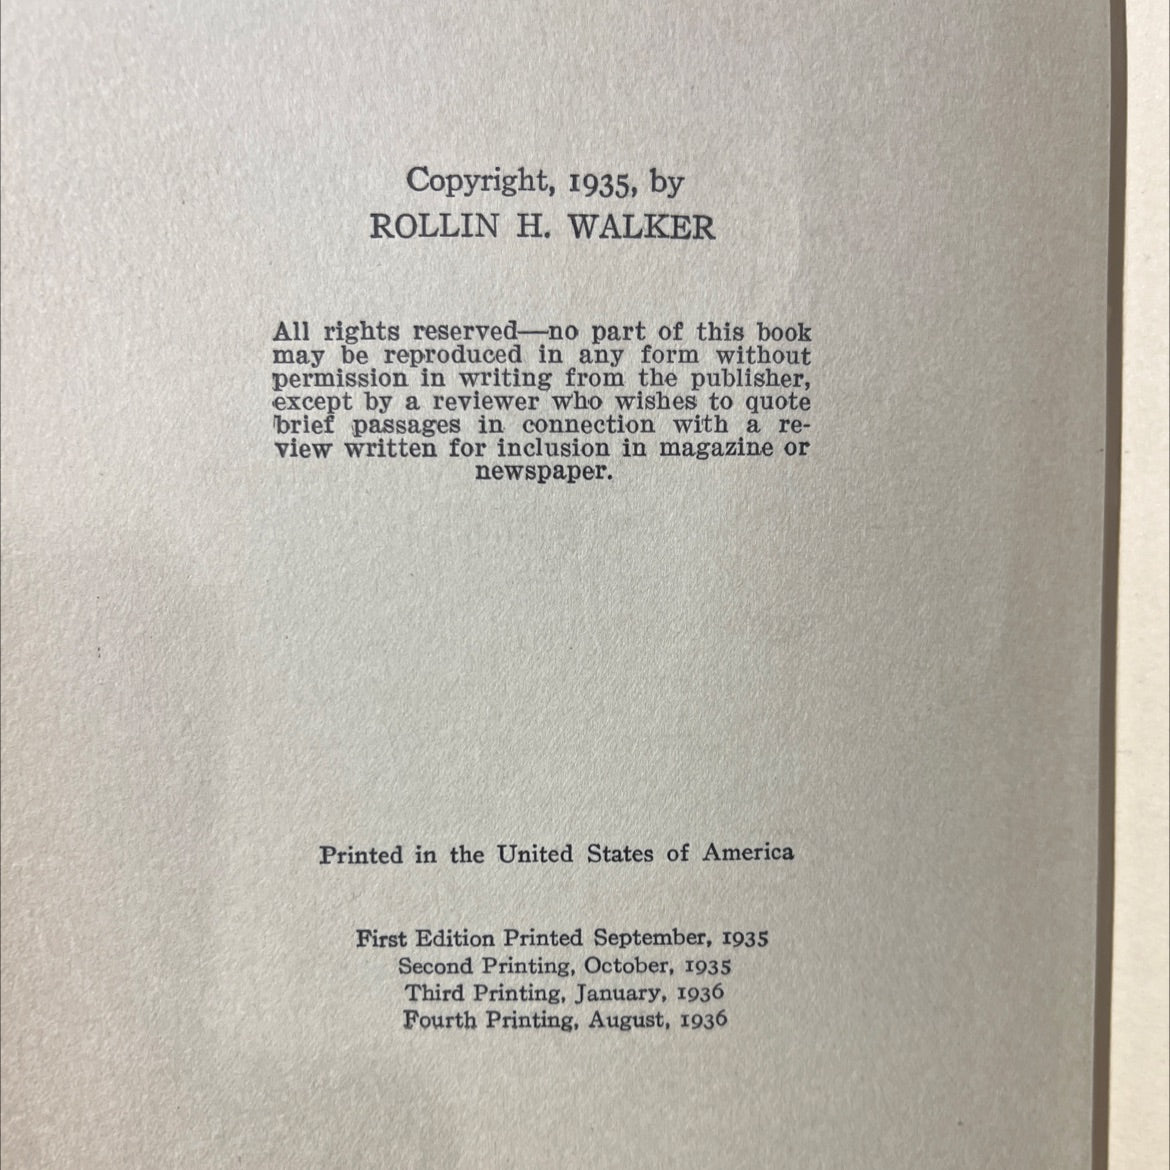 Copyright, 1935, by
ROLLIN H. WALKER
All rights reserved—no part of this book
may be reproduced in any form without
permission in writing from the publisher,
except by a reviewer who wishes to quote
brief passages in connection with a re-
view written for inclusion in magazine or
newspaper.
Printed in the United States of America
First Edition Printed September, 1935
Second Printing, October, 1935
Third Printing, January, 1936
Fourth Printing, August, 1936